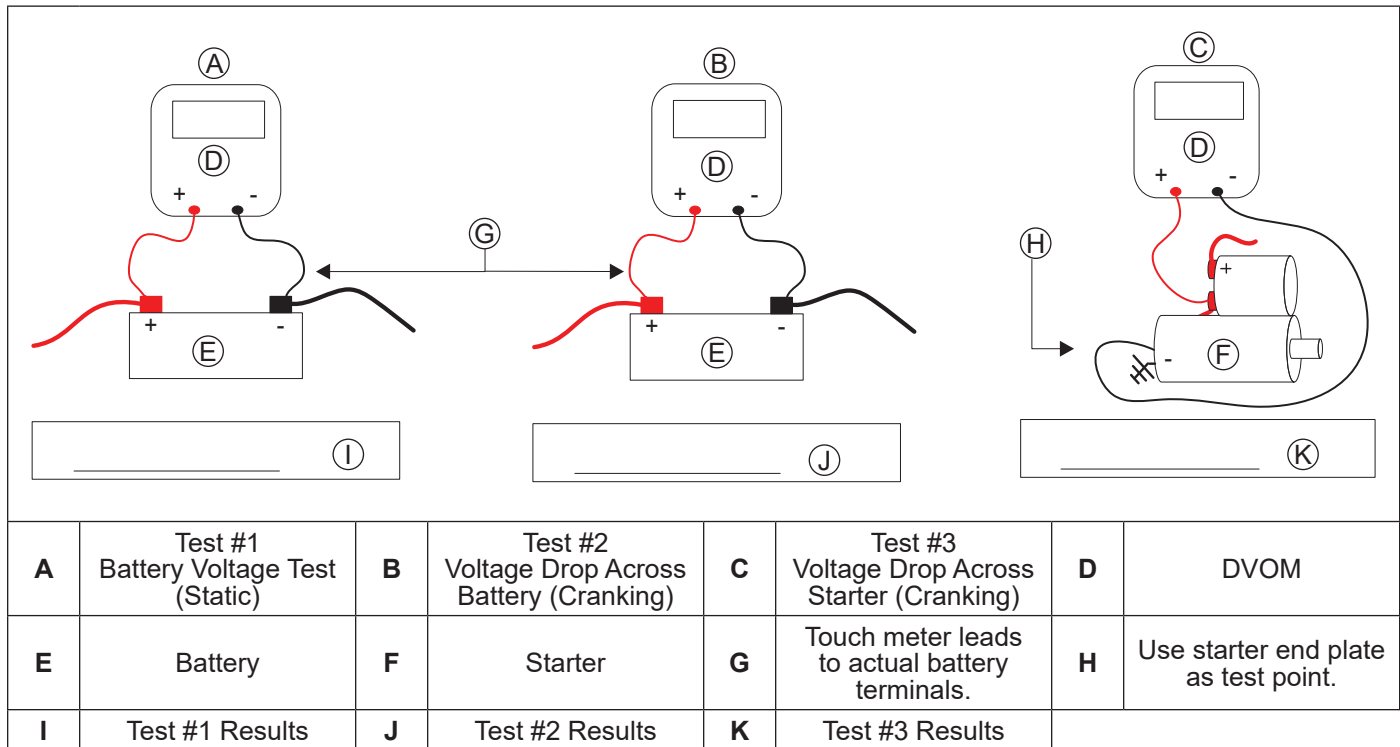 A
B
C
D
D
D
+ -
+ -
+ -
G
H
+
+ -
+ -
-
E
E
F
I
J
K
A
Test #1
Battery Voltage Test
(Static)
B
Test #2
Voltage Drop Across
Battery (Cranking)
C
Test #3
Voltage Drop Across
Starter (Cranking)
D
DVOM
E
Battery
F
Starter
G
Touch meter leads
to actual battery
terminals.
H
Use starter end plate
as test point.
I
Test #1 Results
J
Test #2 Results
K
Test #3 Results